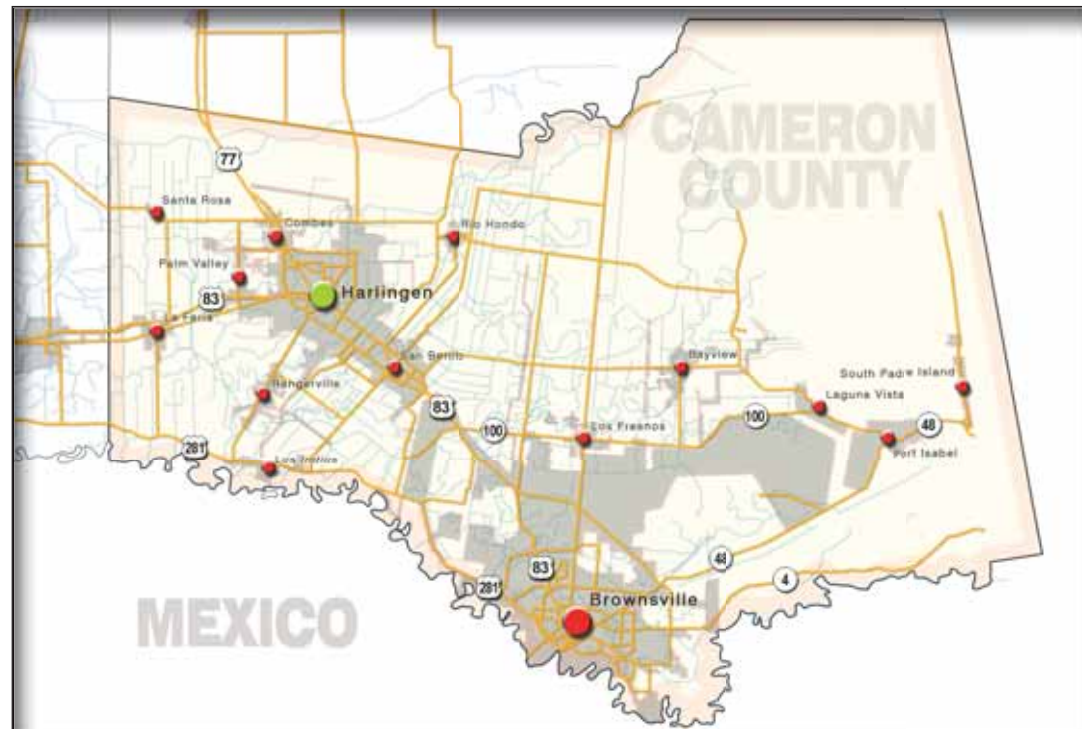 CAMERON
COUNTY
77
Santa Rosa
Combes
Rio Hondo
Palm Valley
Harlingen
83
La Feria
San Benito
Bayview
South Padre Island
Rangerville
Laguna Vista
83
100
100
48
Los Fresnos
Port Isabel
281
48
83
4
281
Brownsville
MEXICO